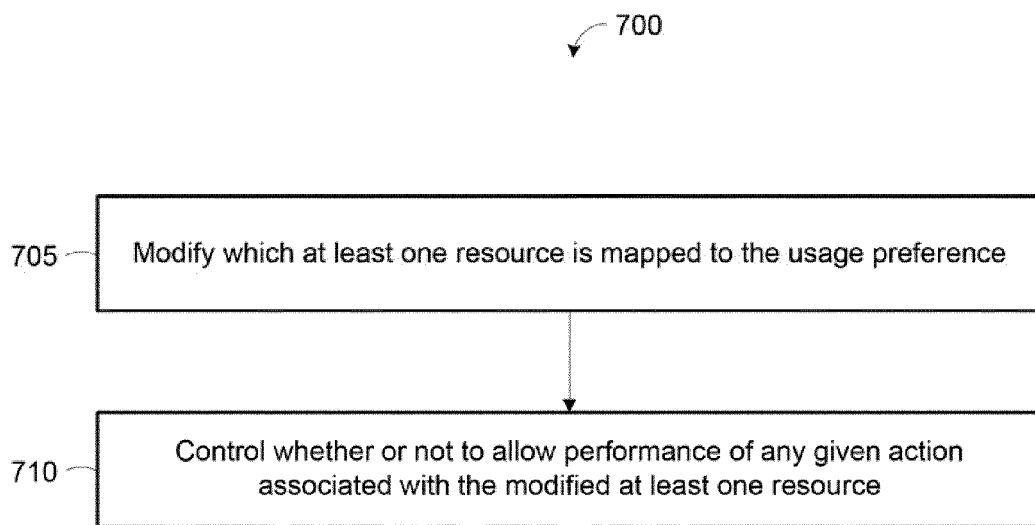 700
705
Modify which at least one resource is mapped to the usage preference
710
Control whether or not to allow performance of any given action
associated with the modified at least one resource